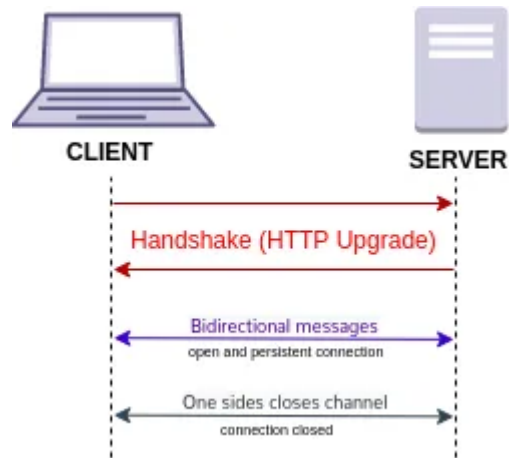 CLIENT
SERVER
Handshake (HTTP Upgrade)
Bidirectional messages
open and persistent connection
One sides closes channel
connection closed